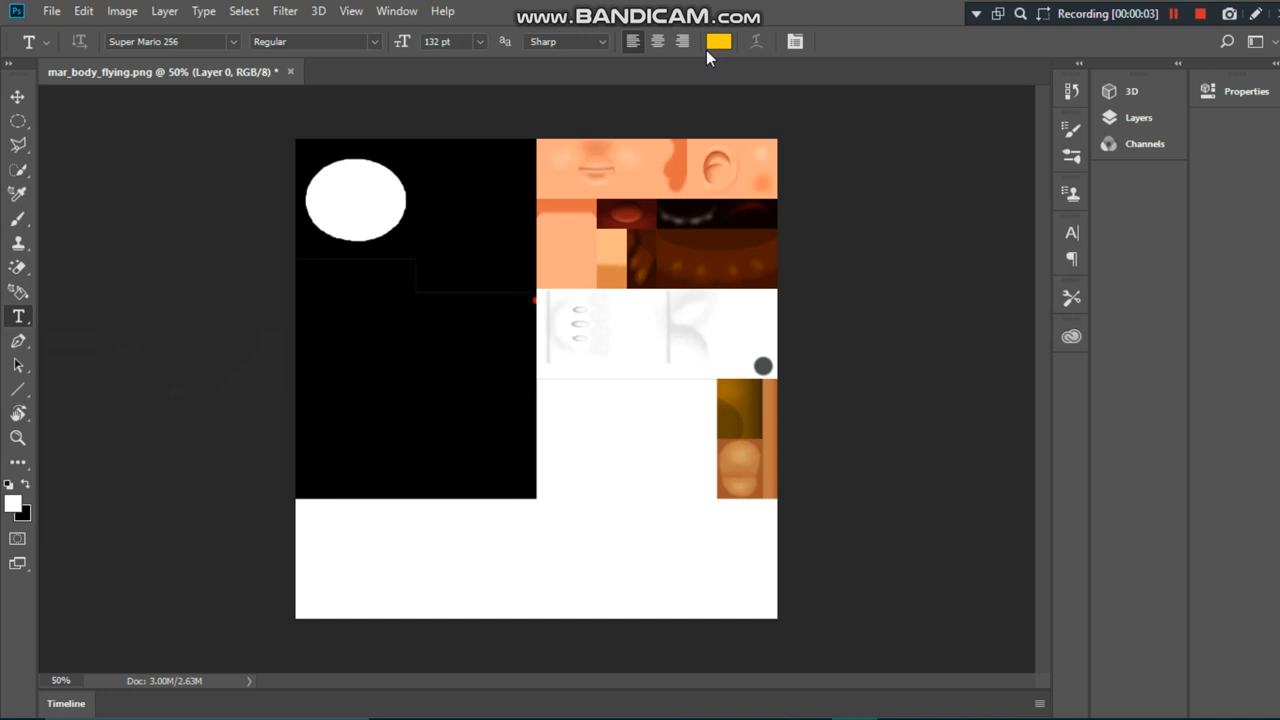 www.BANDICAM.com
Ps File Edit Image Layer Type Select Filter 3D View Window Help
Recording [00:00:03]
T Super Mario 256 Regular 132 pt aa Sharp
mar_body_flying.png @ 50% (Layer 0, RGB/8) * ×
3D
Properties
Layers
Channels
50% Doc: 3.00M/2.63M
Timeline